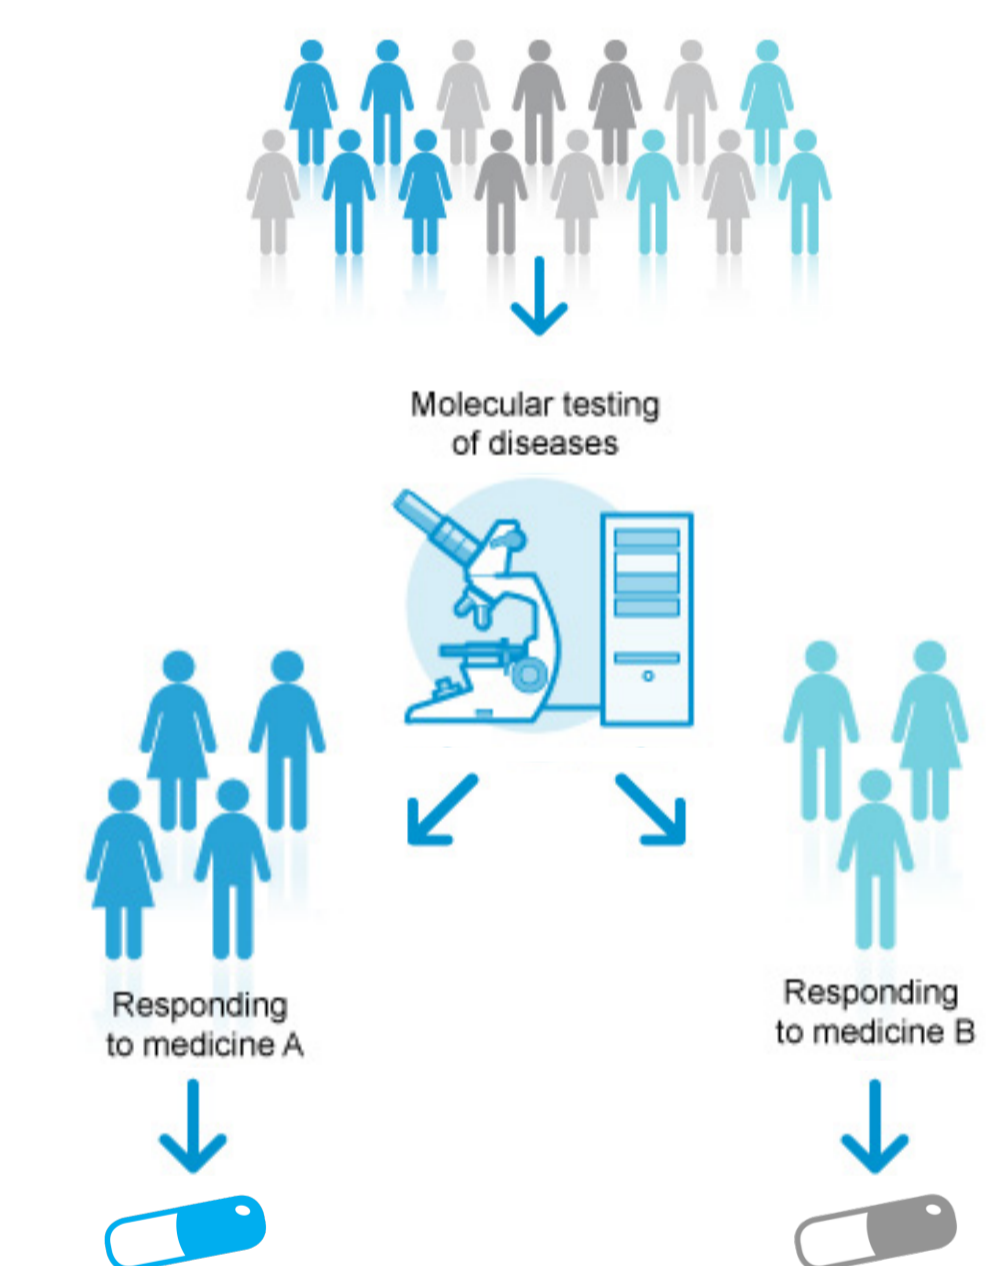 Molecular testing
of diseases
Responding
to medicine A
Responding
to medicine B